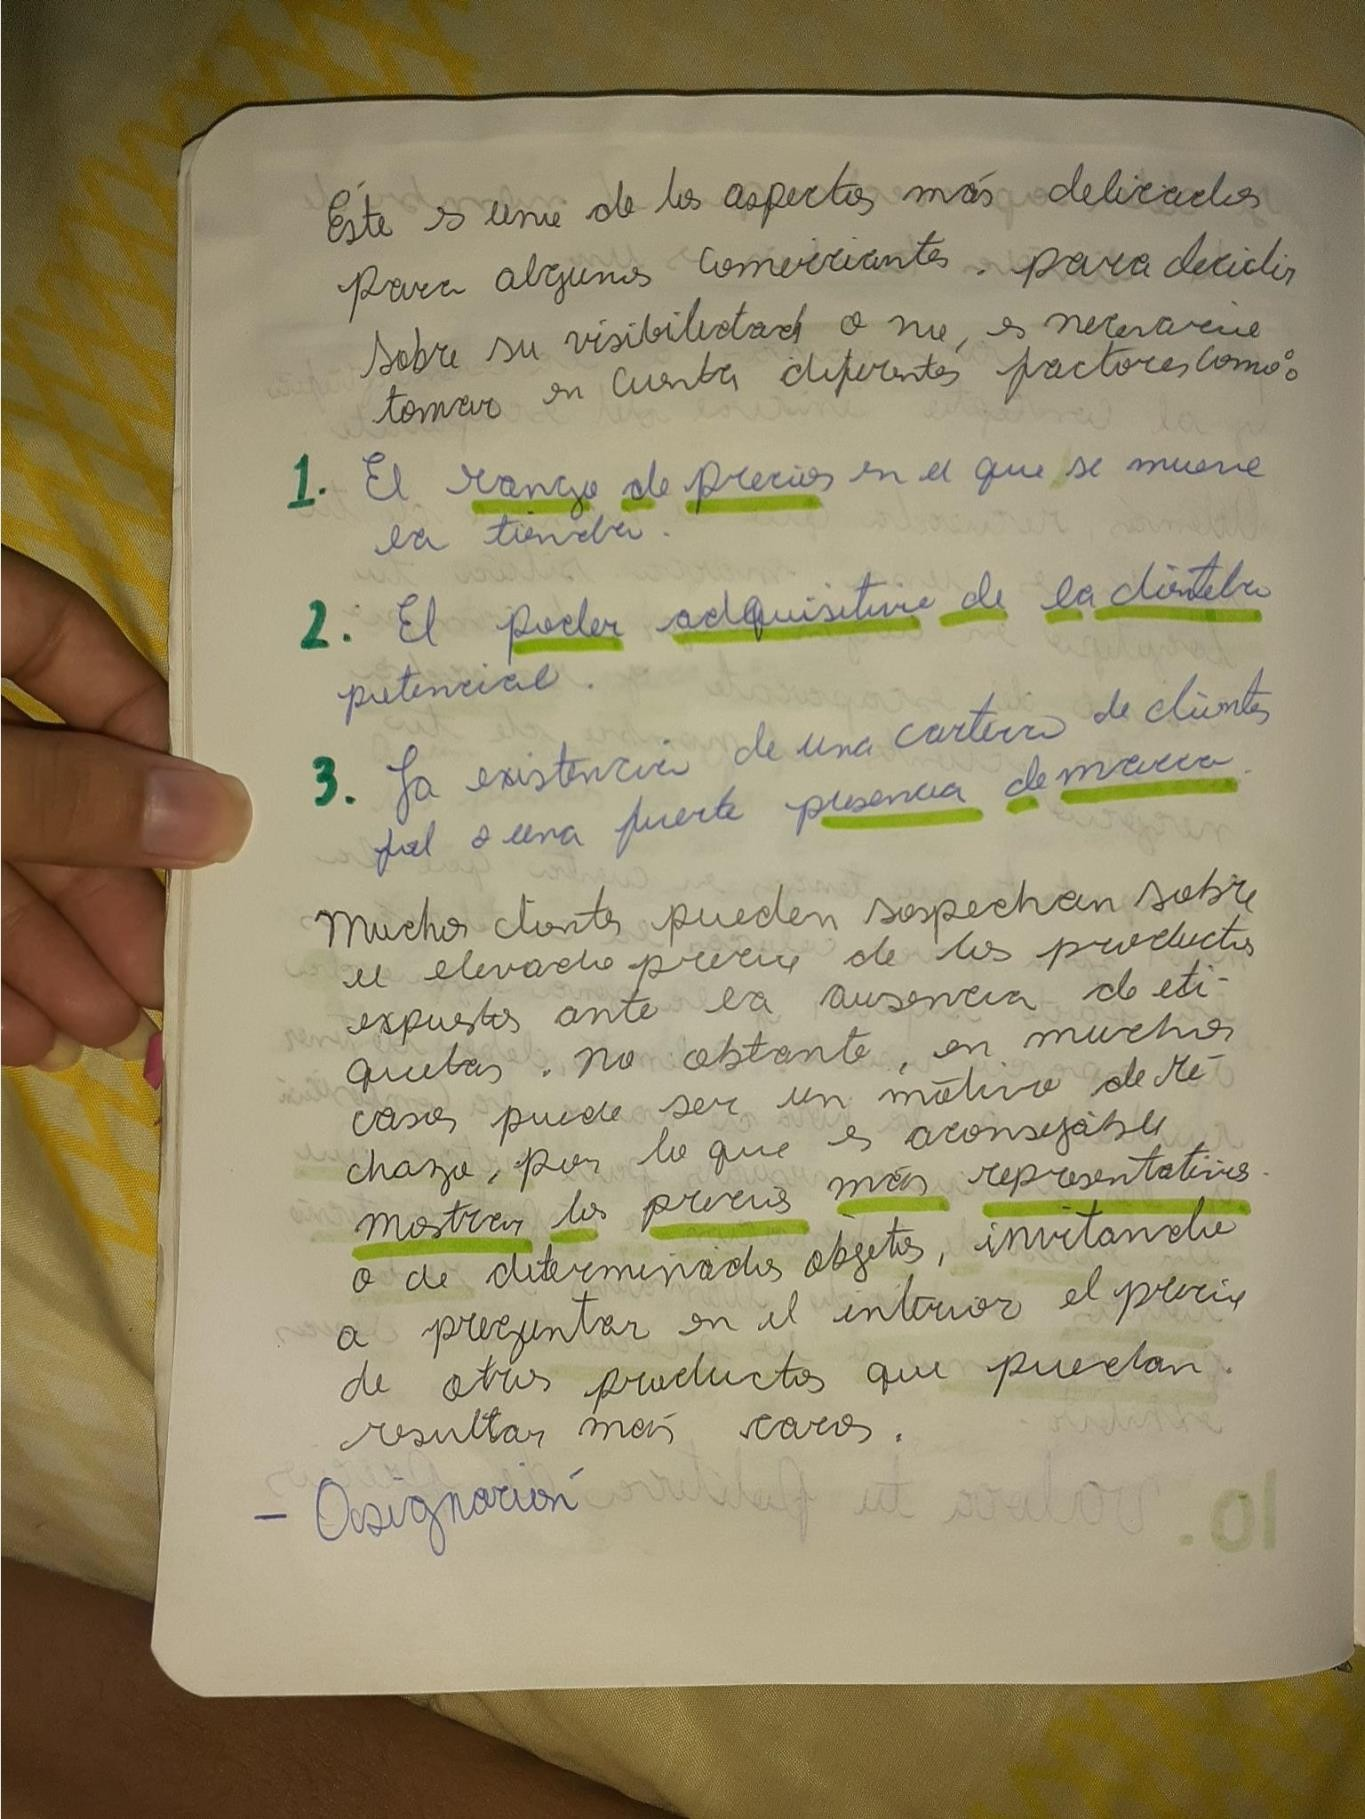 Éste es uno de los aspectos más delicados
para algunos comerciantes. para decidir
sobre su visibilidad o no, es necesario
tomar en cuenta diferentes factores como:
1. El rango de precios en el que se mueve
la tienda.
2. El poder adquisitivo de la clientela
potencial.
3. La existencia de una cartera de clientes
fiel o una fuerte presencia de marca.
Muchos clientes pueden sospechan sobre
el elevado precio de los productos
expuestos ante la ausencia de eti-
quetas. No obstante, en muchos
casos puede ser un motivo de re-
chazo, por lo que es aconsejable
mostrar los precios más representativos
o de determinados objetos, invitando
a preguntar en el interior el precio
de otros productos que puedan
resultar más caros.
- Asignación